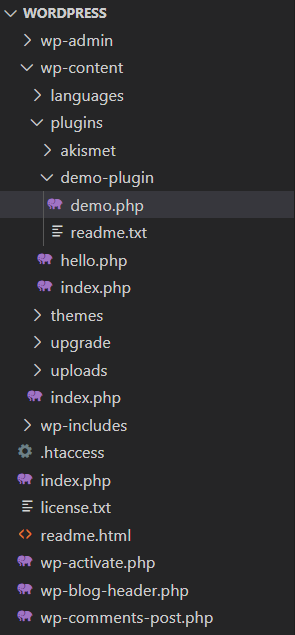 WORDPRESS
wp-admin
wp-content
languages
plugins
akismet
demo-plugin
demo.php
readme.txt
hello.php
index.php
themes
upgrade
uploads
index.php
wp-includes
.htaccess
index.php
license.txt
readme.html
wp-activate.php
wp-blog-header.php
wp-comments-post.php